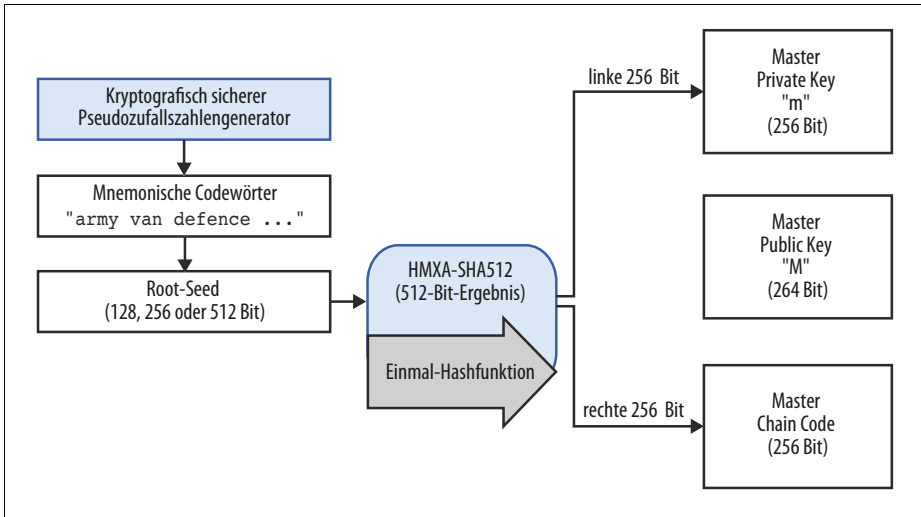 Kryptografisch sicherer
Pseudozufallszahlengenerator
Mnemonische Codewörter
"army van defence ..."
Root-Seed
(128, 256 oder 512 Bit)
HMXA-SHA512
(512-Bit-Ergebnis)
Einmal-Hashfunktion
linke 256 Bit
Master
Private Key
"m"
(256 Bit)
Master
Public Key
"M"
(264 Bit)
rechte 256 Bit
Master
Chain Code
(256 Bit)